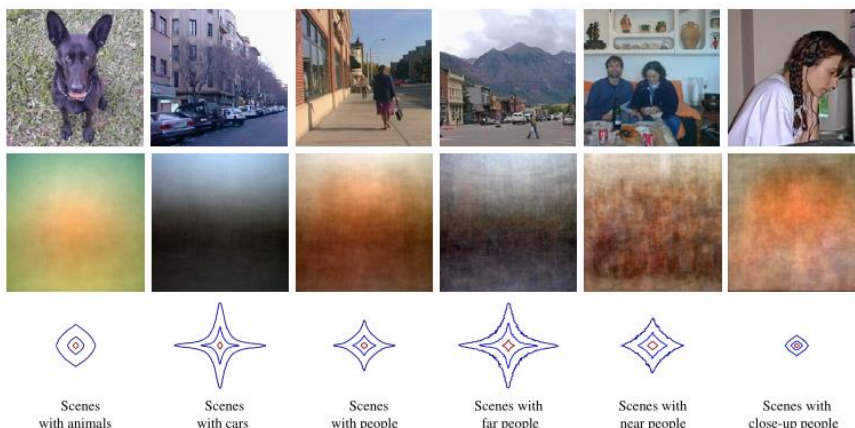 Scenes
with animals
Scenes
with cars
Scenes
with people
Scenes with
far people
Scenes with
near people
Scenes with
close-up people